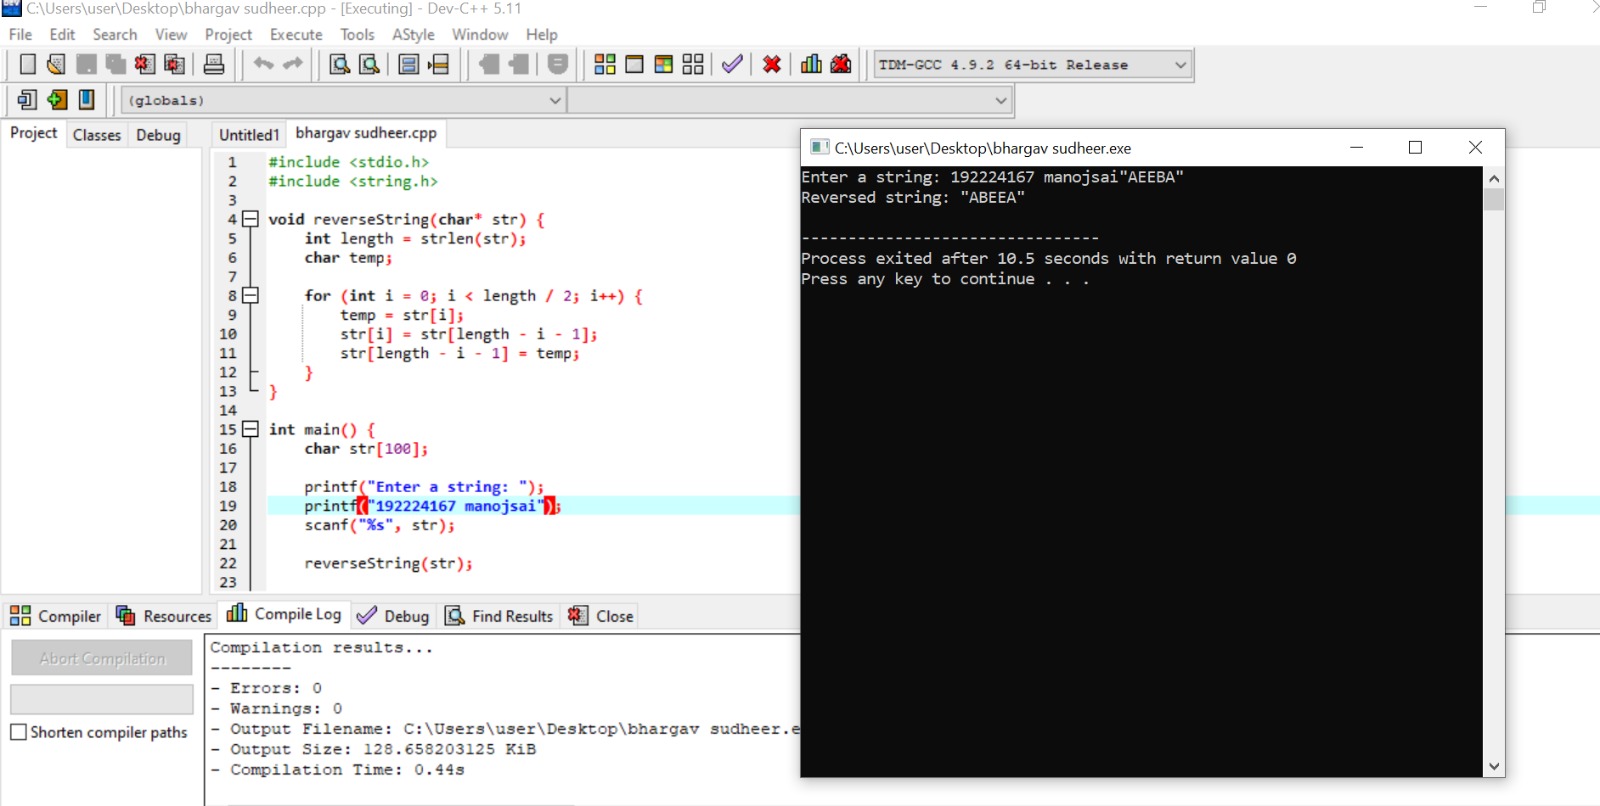 C:\Users\user\Desktop\bhargav sudheer.cpp - [Executing] - Dev-C++ 5.11
File Edit Search View Project Execute Tools AStyle Window Help
TDM-GCC 4.9.2 64-bit Release
(globals)
Project Classes Debug
Untitled1 bhargav sudheer.cpp
1 #include <stdio.h>
2 #include <string.h>
3
4 void reverseString(char* str) {
5 int length = strlen(str);
6 char temp;
7
8 for (int i = 0; i < length / 2; i++) {
9 temp = str[i];
10 str[i] = str[length - i - 1];
11 str[length - i - 1] = temp;
12 }
13 }
14
15 int main() {
16 char str[100];
17
18 printf("Enter a string: ");
19 printf("192224167 manojsai");
20 scanf("%s", str);
21
22 reverseString(str);
23
C:\Users\user\Desktop\bhargav sudheer.exe
Enter a string: 192224167 manojsai"AEEBA"
Reversed string: "ABEEA"
--------------------------------
Process exited after 10.5 seconds with return value 0
Press any key to continue . . .
Compiler Resources Compile Log Debug Find Results Close
Abort Compilation
Shorten compiler paths
Compilation results...
--------
- Errors: 0
- Warnings: 0
- Output Filename: C:\Users\user\Desktop\bhargav sudheer.e
- Output Size: 128.658203125 KiB
- Compilation Time: 0.44s